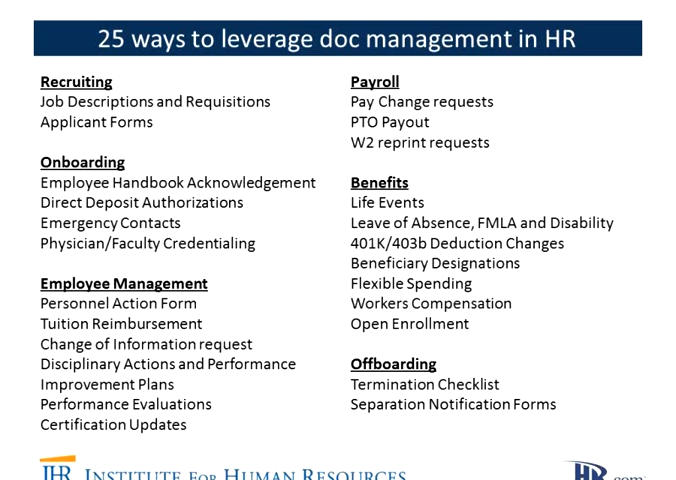 25 ways to leverage doc management in HR
Recruiting
Job Descriptions and Requisitions
Applicant Forms
Onboarding
Employee Handbook Acknowledgement
Direct Deposit Authorizations
Emergency Contacts
Physician/Faculty Credentialing
Employee Management
Personnel Action Form
Tuition Reimbursement
Change of Information request
Disciplinary Actions and Performance
Improvement Plans
Performance Evaluations
Certification Updates
Payroll
Pay Change requests
PTO Payout
W2 reprint requests
Benefits
Life Events
Leave of Absence, FMLA and Disability
401K/403b Deduction Changes
Beneficiary Designations
Flexible Spending
Workers Compensation
Open Enrollment
Offboarding
Termination Checklist
Separation Notification Forms
IHR INSTITUTE FOR HUMAN RESOURCES
HR.com